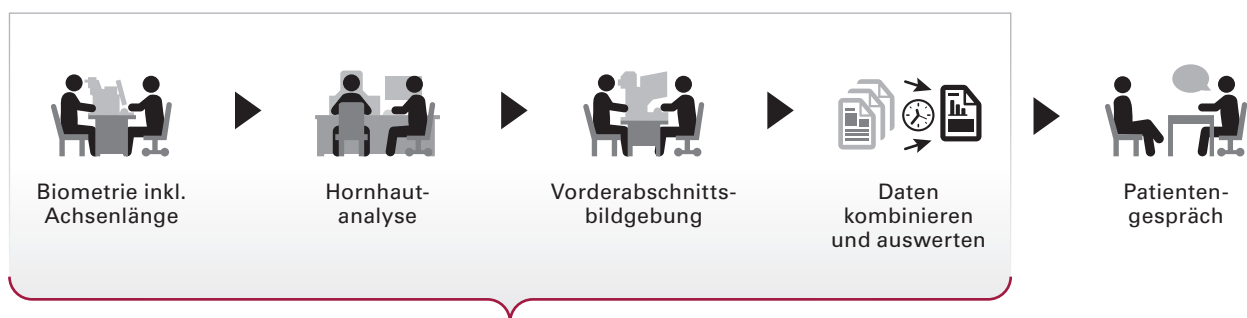 Biometrie inkl.
Achsenlänge
Hornhaut-
analyse
Vorderabschnitts-
bildgebung
Daten
kombinieren
und auswerten
Patienten-
gespräch